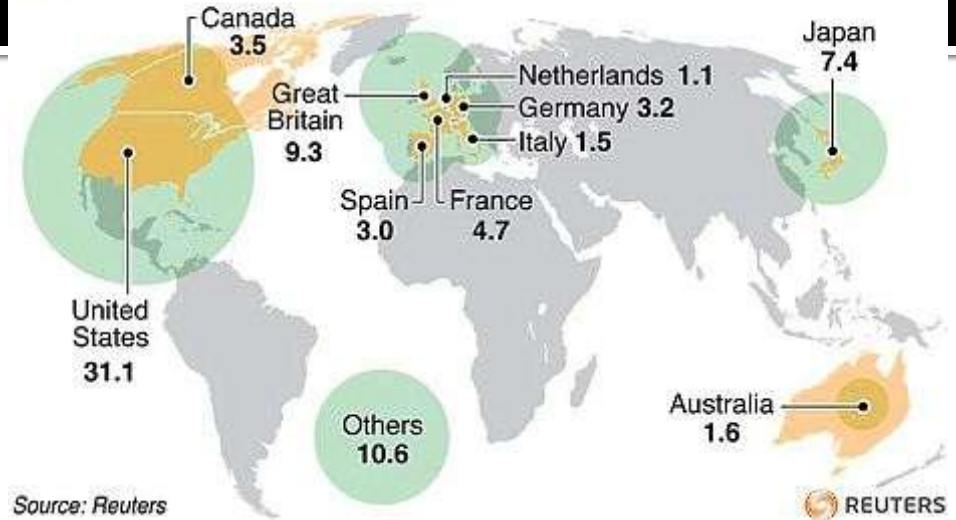 Canada
3.5
Japan
7.4
Great
Britain
9.3
Netherlands 1.1
Germany 3.2
Italy 1.5
Spain
3.0
France
4.7
United
States
31.1
Others
10.6
Australia
1.6
Source: Reuters
REUTERS